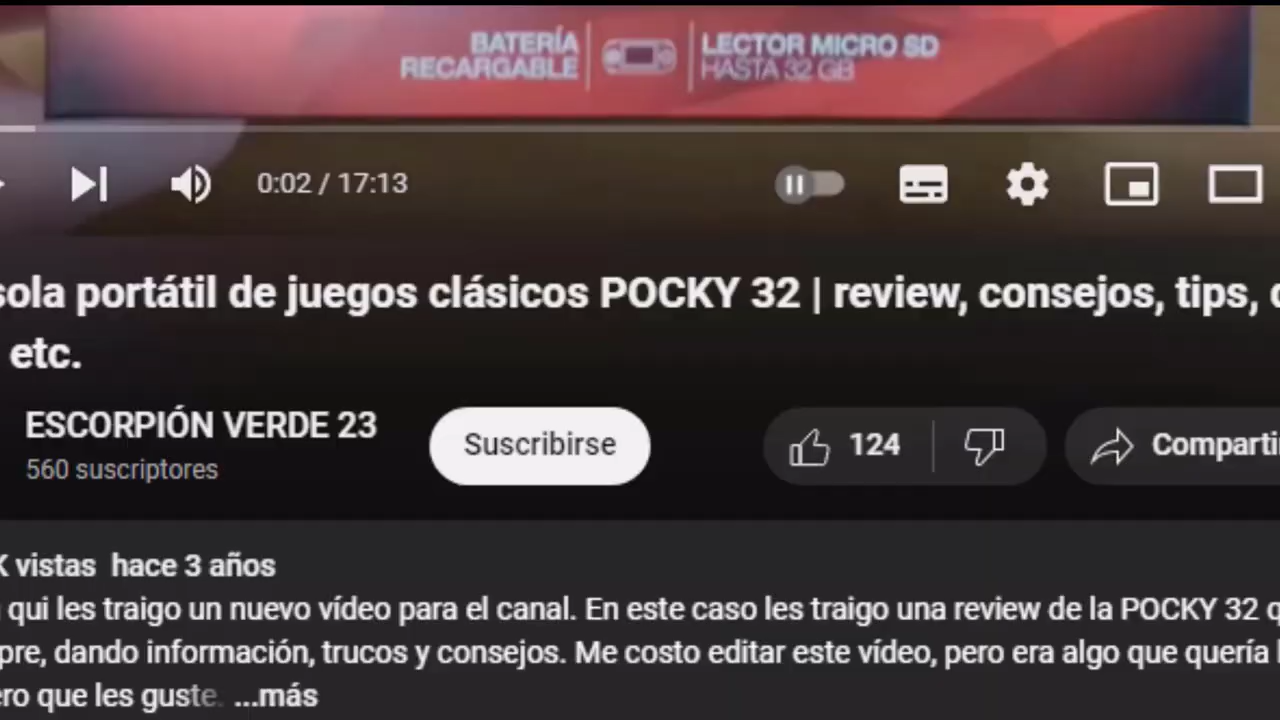 BATERÍA
RECARGABLE
LECTOR MICRO SD
HASTA 32 GB
0:02 / 17:13
portátil de juegos clásicos POCKY 32 | review, consejos, tips,
etc.
ESCORPIÓN VERDE 23
560 suscriptores
Suscribirse
124
vistas hace 3 años
qui les traigo un nuevo vídeo para el canal. En este caso les traigo una review de la POCKY 32
dando información, trucos y consejos. Me costo editar este vídeo, pero era algo que quería
que les guste. ...más